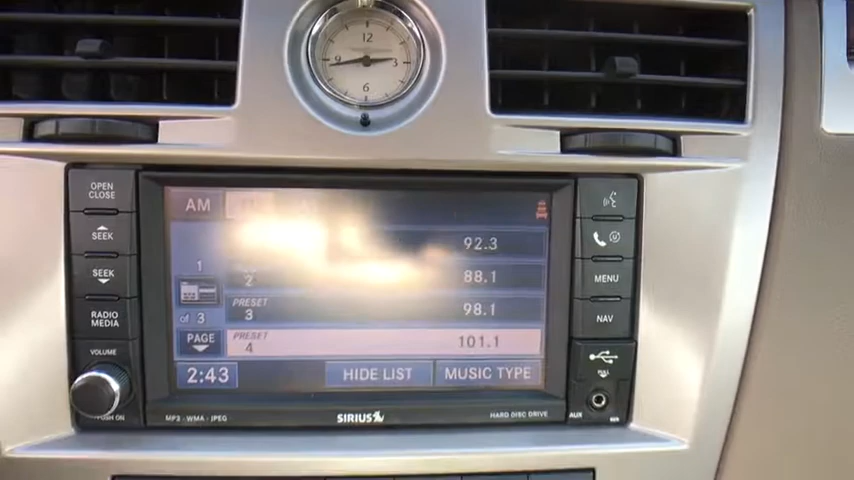 12
9
3
6
OPEN
CLOSE
SEEK
SEEK
RADIO
MEDIA
VOLUME
AM
92.3
1
2
88.1
PRESET
3
98.1
of 3
PAGE
PRESET
4
101.1
2:43
HIDE LIST
MUSIC TYPE
MENU
NAV
AUX
MP3 - WMA - JPEG
SIRIUS
HARD DISC DRIVE